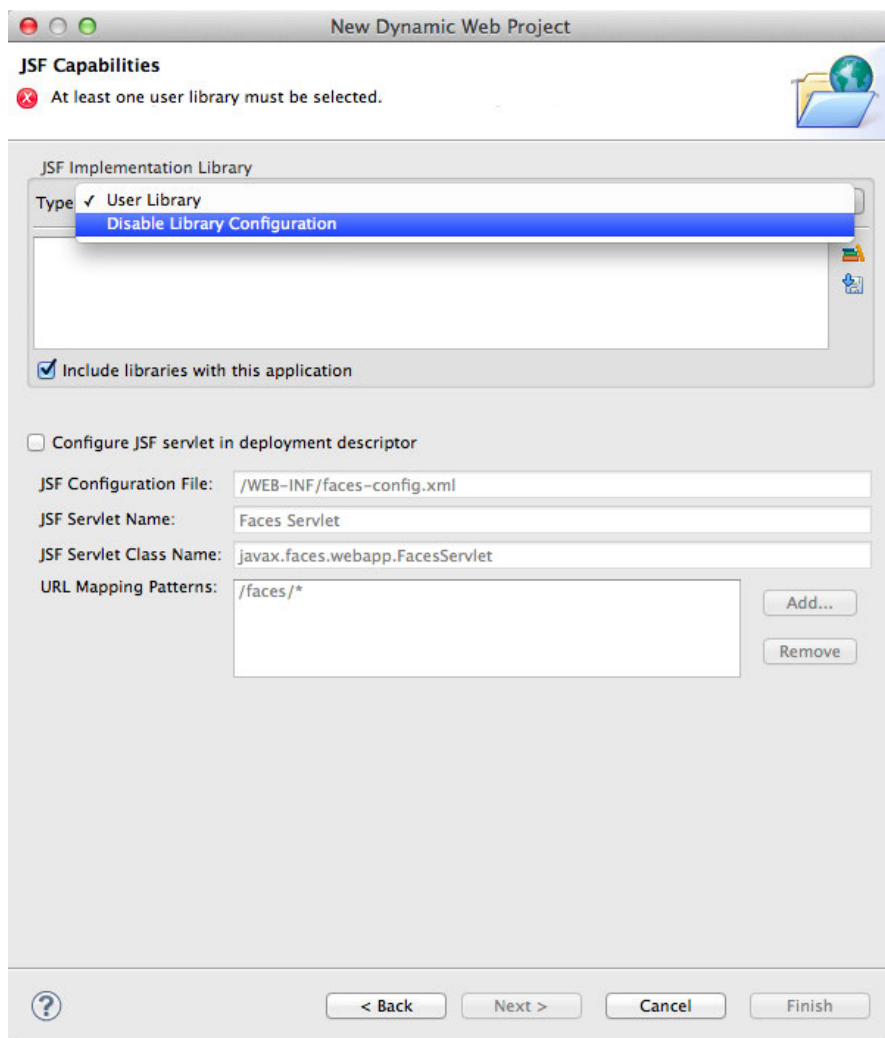 New Dynamic Web Project
JSF Capabilities
At least one user library must be selected.
JSF Implementation Library
Type
✓ User Library
Disable Library Configuration
Include libraries with this application
Configure JSF servlet in deployment descriptor
JSF Configuration File: /WEB-INF/faces-config.xml
JSF Servlet Name: Faces Servlet
JSF Servlet Class Name: javax.faces.webapp.FacesServlet
URL Mapping Patterns: /faces/*
Add...
Remove
? < Back Next > Cancel Finish